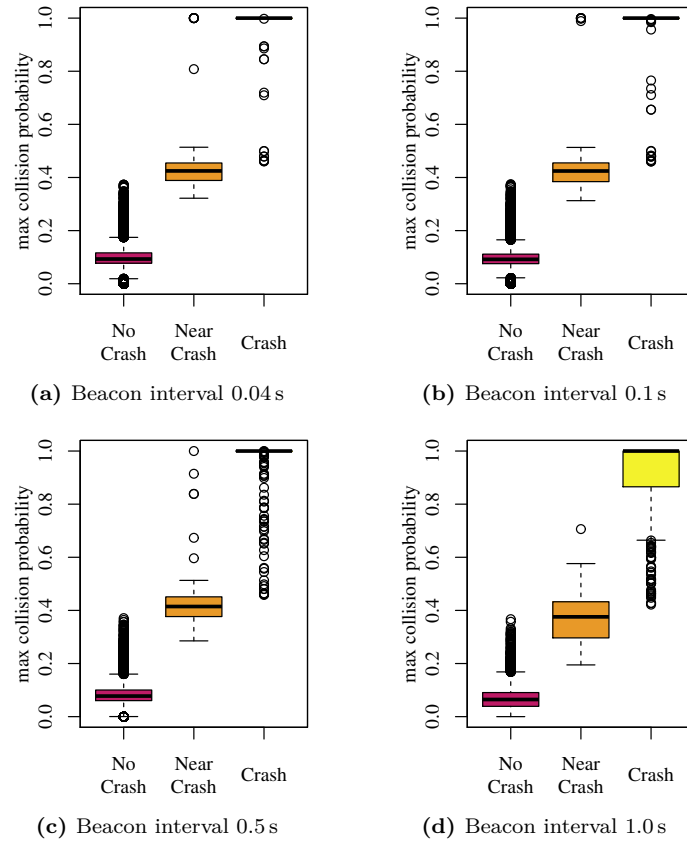 max collision probability
0.0 0.2 0.4 0.6 0.8 1.0
No
Crash
Near
Crash
Crash
(a) Beacon interval 0.04 s
max collision probability
0.0 0.2 0.4 0.6 0.8 1.0
No
Crash
Near
Crash
Crash
(b) Beacon interval 0.1 s
max collision probability
0.0 0.2 0.4 0.6 0.8 1.0
No
Crash
Near
Crash
Crash
(c) Beacon interval 0.5 s
max collision probability
0.0 0.2 0.4 0.6 0.8 1.0
No
Crash
Near
Crash
Crash
(d) Beacon interval 1.0 s